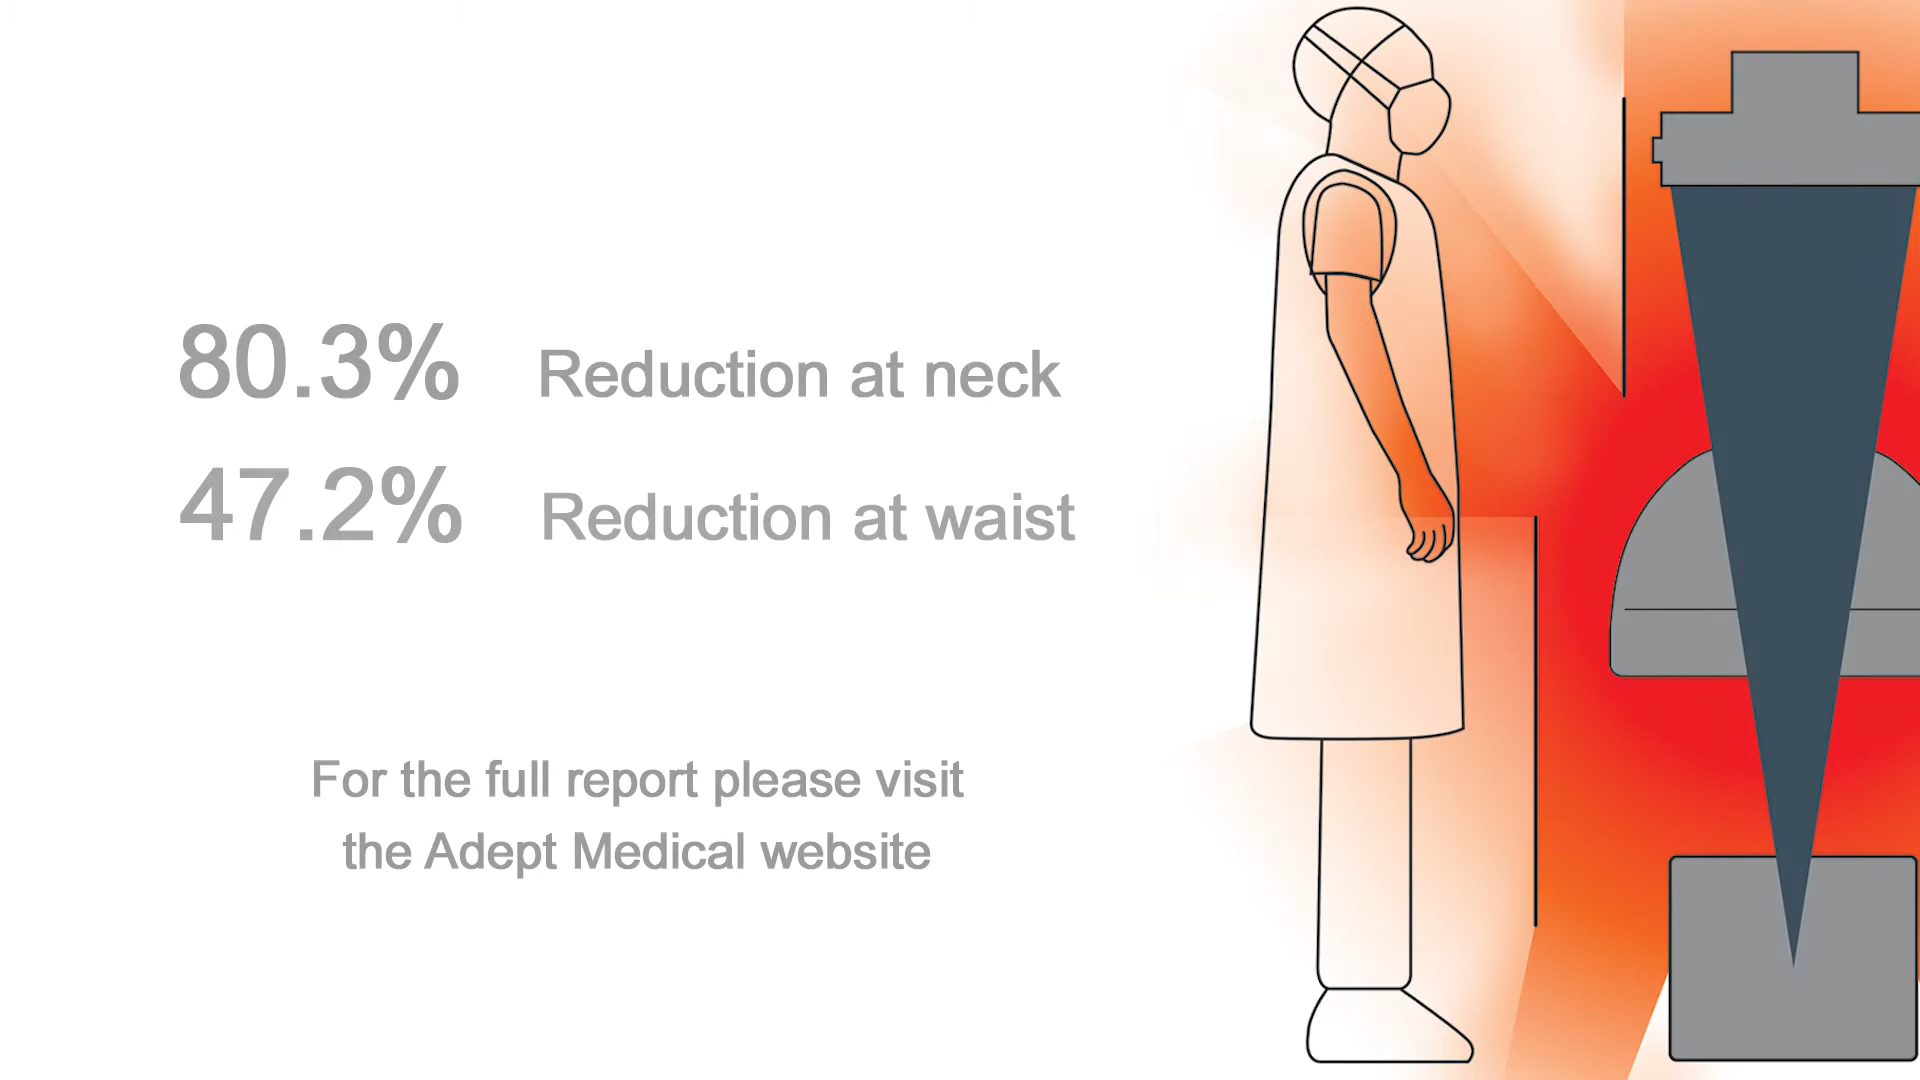 80.3% Reduction at neck
47.2% Reduction at waist
For the full report please visit
the Adept Medical website